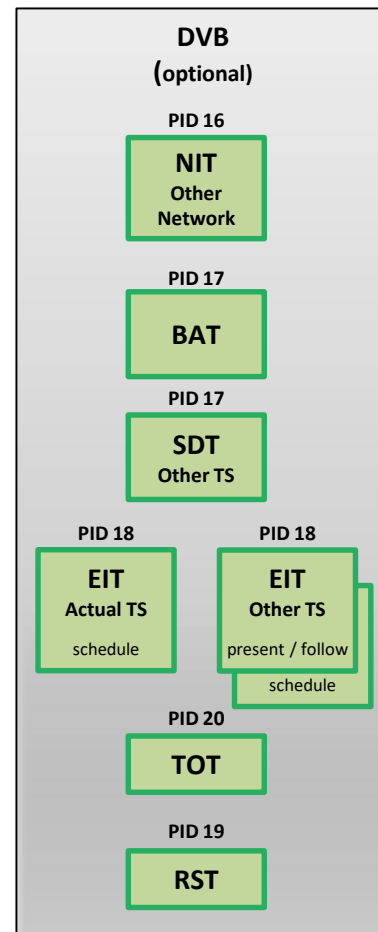 DVB
(optional)
PID 16
NIT
Other
Network
PID 17
BAT
PID 17
SDT
Other TS
PID 18
EIT
Actual TS
schedule
PID 18
EIT
Other TS
present / follow
schedule
PID 20
TOT
PID 19
RST